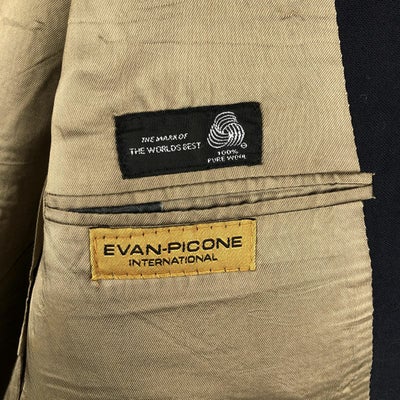 THE MARK OF
THE WORLDS BEST
100%
PURE WOOL
EVAN-PICONE
INTERNATIONAL